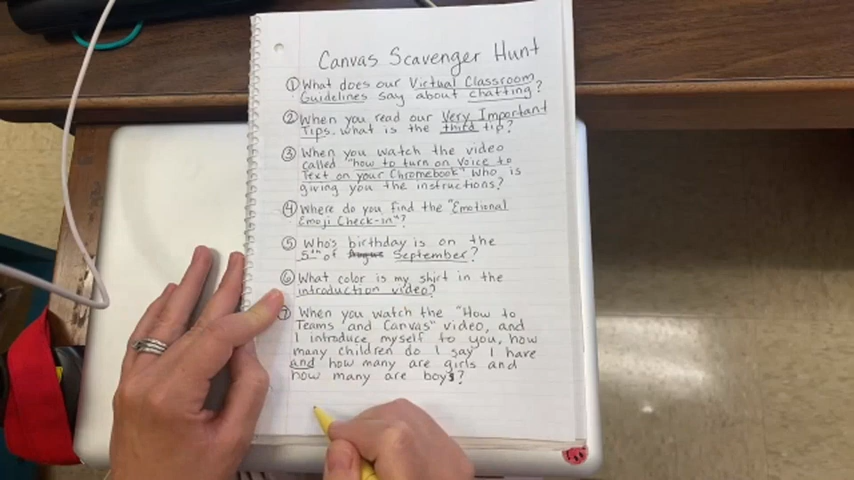 Canvas Scavenger Hunt
① What does our Virtual Classroom
Guidelines say about chatting?
② When you read our Very Important
Tips what is the third tip?
③ When you watch the video
called "how to turn on Voice to
Text on your Chromebook" Who is
giving you the instructions?
④ Where do you find the "Emotional
Emoji Check-in"?
⑤ Who's birthday is on the
5th of Augus September?
⑥ What color is my shirt in the
introduction video?
⑦ When you watch the "How to
Teams and Canvas" video, and
I introduce myself to you, how
many children do I say I have
and how many are girls and
how many are boys?